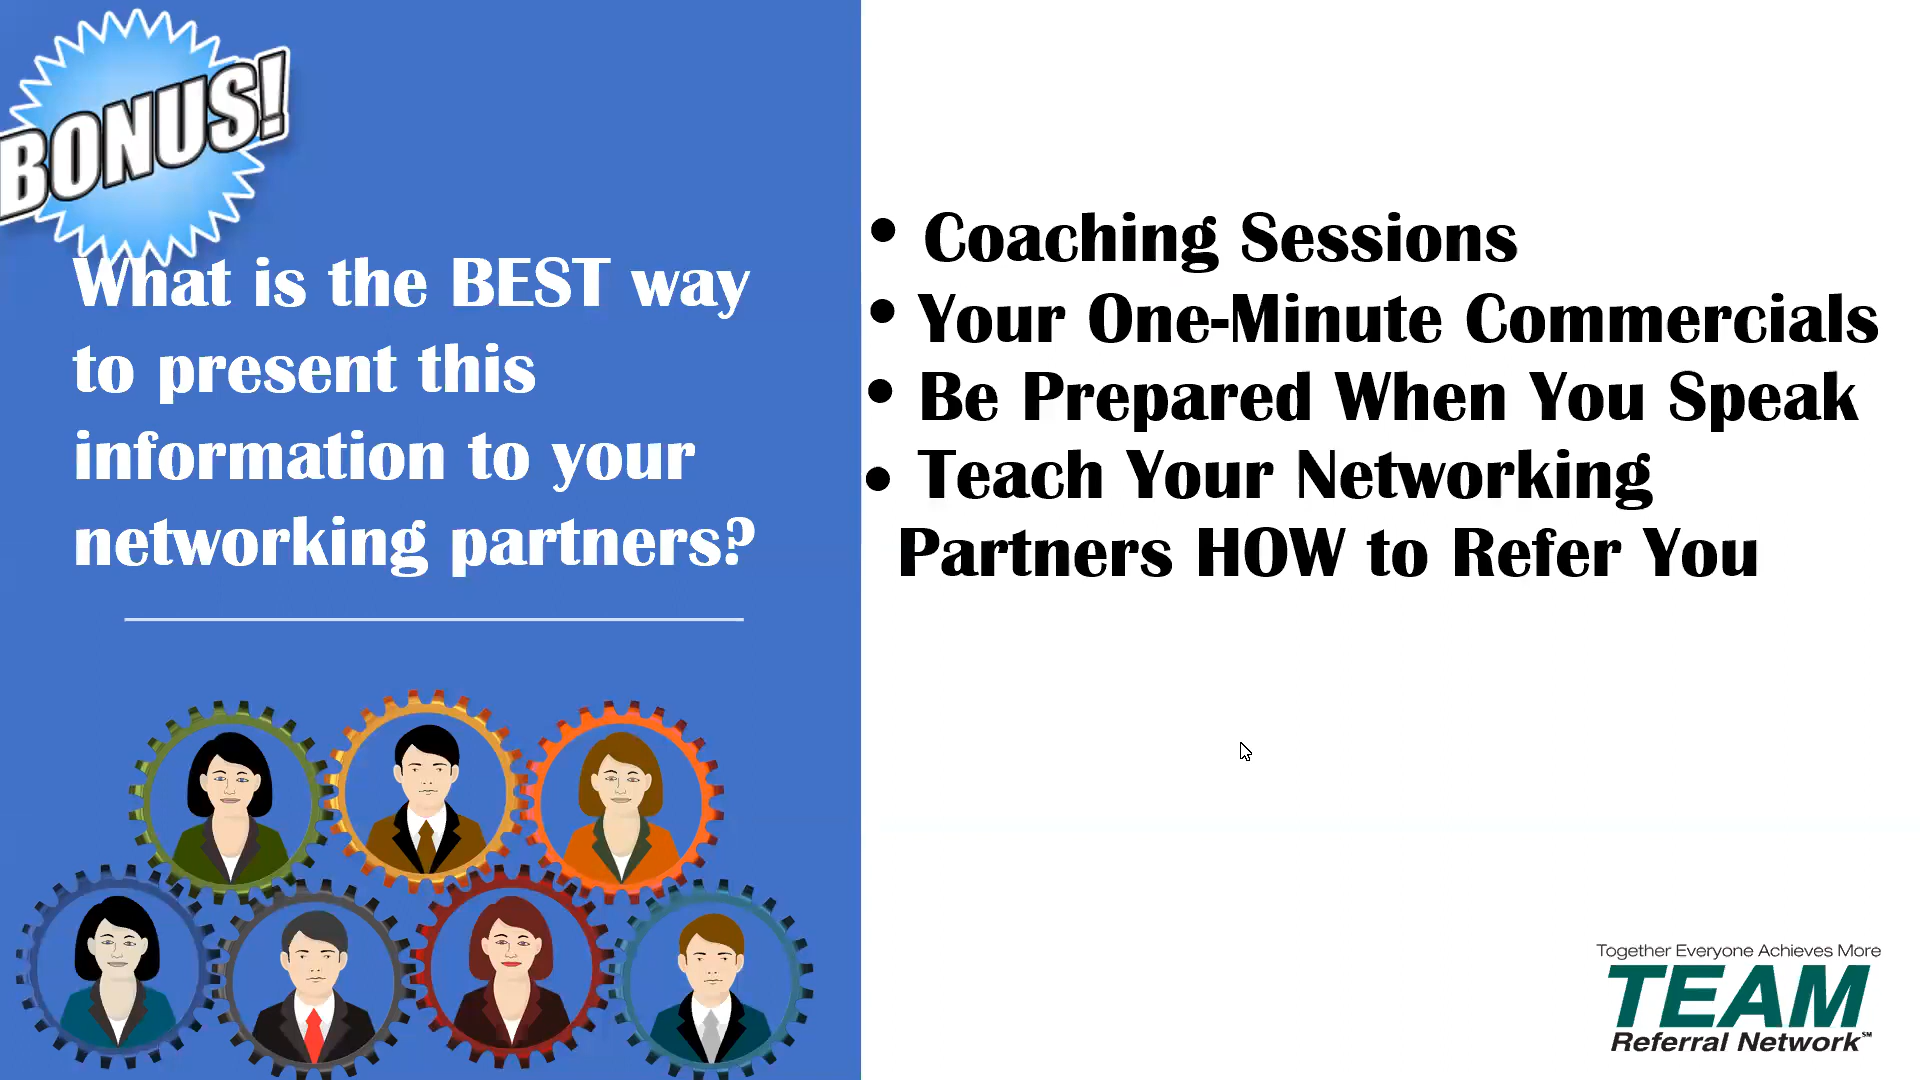 BONUS!
What is the BEST way
to present this
information to your
networking partners?
• Coaching Sessions
• Your One-Minute Commercials
• Be Prepared When You Speak
• Teach Your Networking
Partners HOW to Refer You
Together Everyone Achieves More
TEAM
Referral Network℠